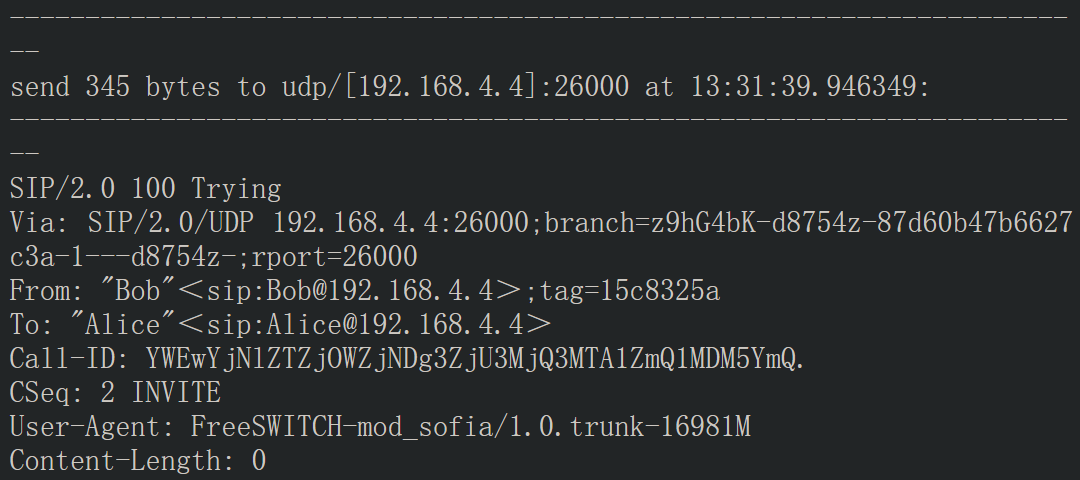 ----------------------------------------------------------------------
--
send 345 bytes to udp/[192.168.4.4]:26000 at 13:31:39.946349:
----------------------------------------------------------------------
--
SIP/2.0 100 Trying
Via: SIP/2.0/UDP 192.168.4.4:26000;branch=z9hG4bK-d8754z-87d60b47b6627
c3a-1---d8754z-;rport=26000
From: "Bob"<sip:Bob@192.168.4.4>;tag=15c8325a
To: "Alice"<sip:Alice@192.168.4.4>
Call-ID: YWEwYjNlZTZjOWZjNDg3ZjU3MjQ3MTA1ZmQ1MDM5YmQ.
CSeq: 2 INVITE
User-Agent: FreeSWITCH-mod_sofia/1.0.trunk-16981M
Content-Length: 0